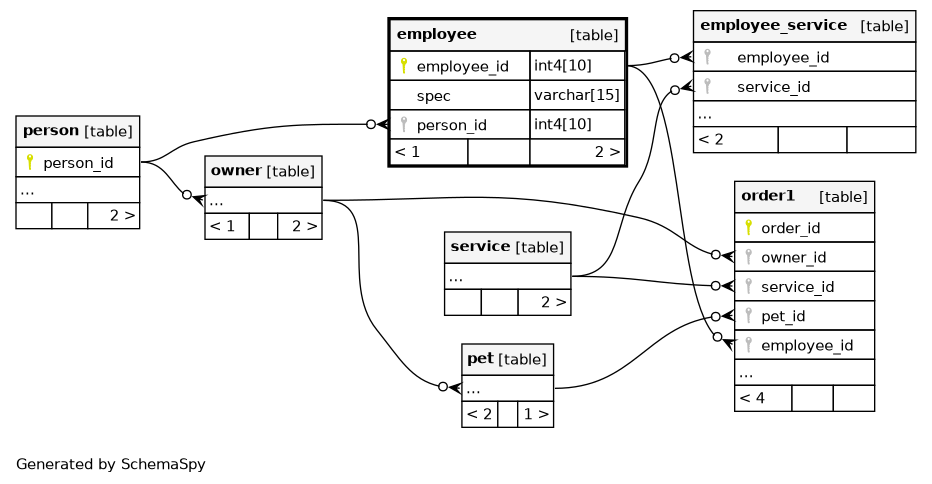 employee [table]
employee_id int4[10]
spec varchar[15]
person_id int4[10]
< 1 2 >
employee_service [table]
employee_id
service_id
...
< 2
person [table]
person_id
...
2 >
owner [table]
...
< 1 2 >
order1 [table]
order_id
owner_id
service_id
pet_id
employee_id
...
< 4
service [table]
...
2 >
pet [table]
...
< 2 1 >
Generated by SchemaSpy